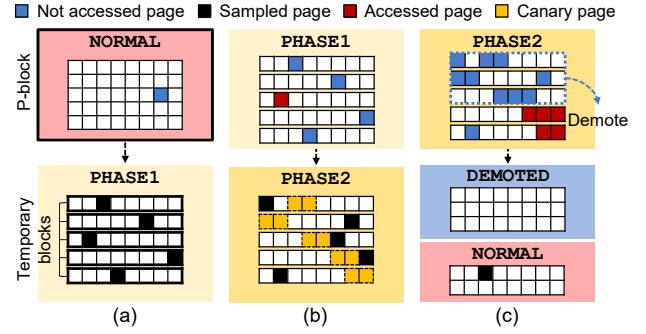 Not accessed page Sampled page Accessed page Canary page
NORMAL PHASE1 PHASE2
P-block
Demote
PHASE1 PHASE2 DEMOTED
Temporary
blocks
NORMAL
(a) (b) (c)